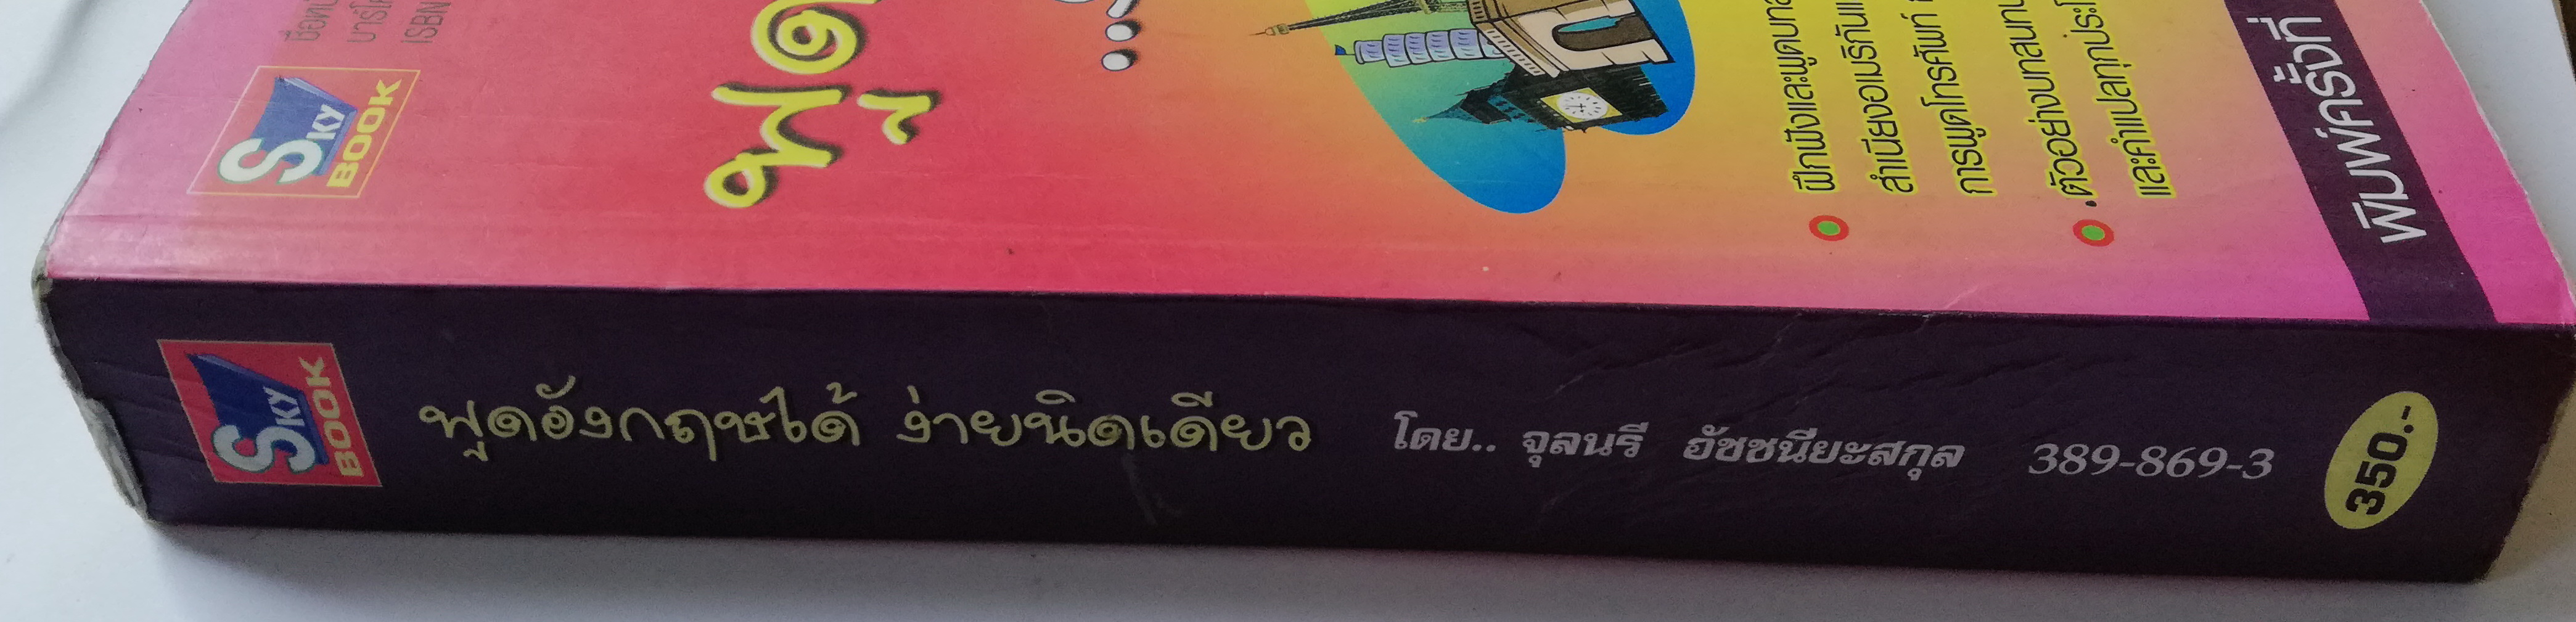 SKY
BOOK
พูดอังกฤษได้ ง่ายนิดเดียว โดย.. จุลนรี อัชชนียะสกุล 389-869-3 350.-
SKY
BOOK
ISBN
พูด
...
ฝึกฟังและพูดบทส
สำเนียงอเมริกันแ
การพูดโทรศัพท์
.ตัวอย่างบทสนทน
และคำแปลทุกประโ
พิมพ์ครั้งที่